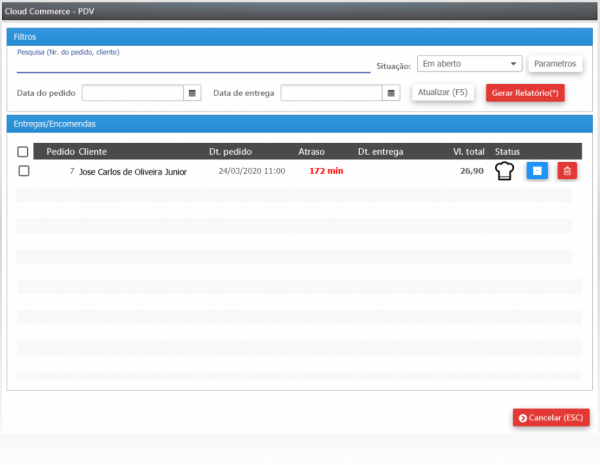 Cloud Commerce - PDV
Filtros
Pesquisa (Nr. do pedido, cliente)
Situação: Em aberto Parametros
Data do pedido Data de entrega Atualizar (F5) Gerar Relatório(*)
Entregas/Encomendas
Pedido Cliente Dt. pedido Atraso Dt. entrega Vl. total Status
7 Jose Carlos de Oliveira Junior 24/03/2020 11:00 172 min 26,90
Cancelar (ESC)